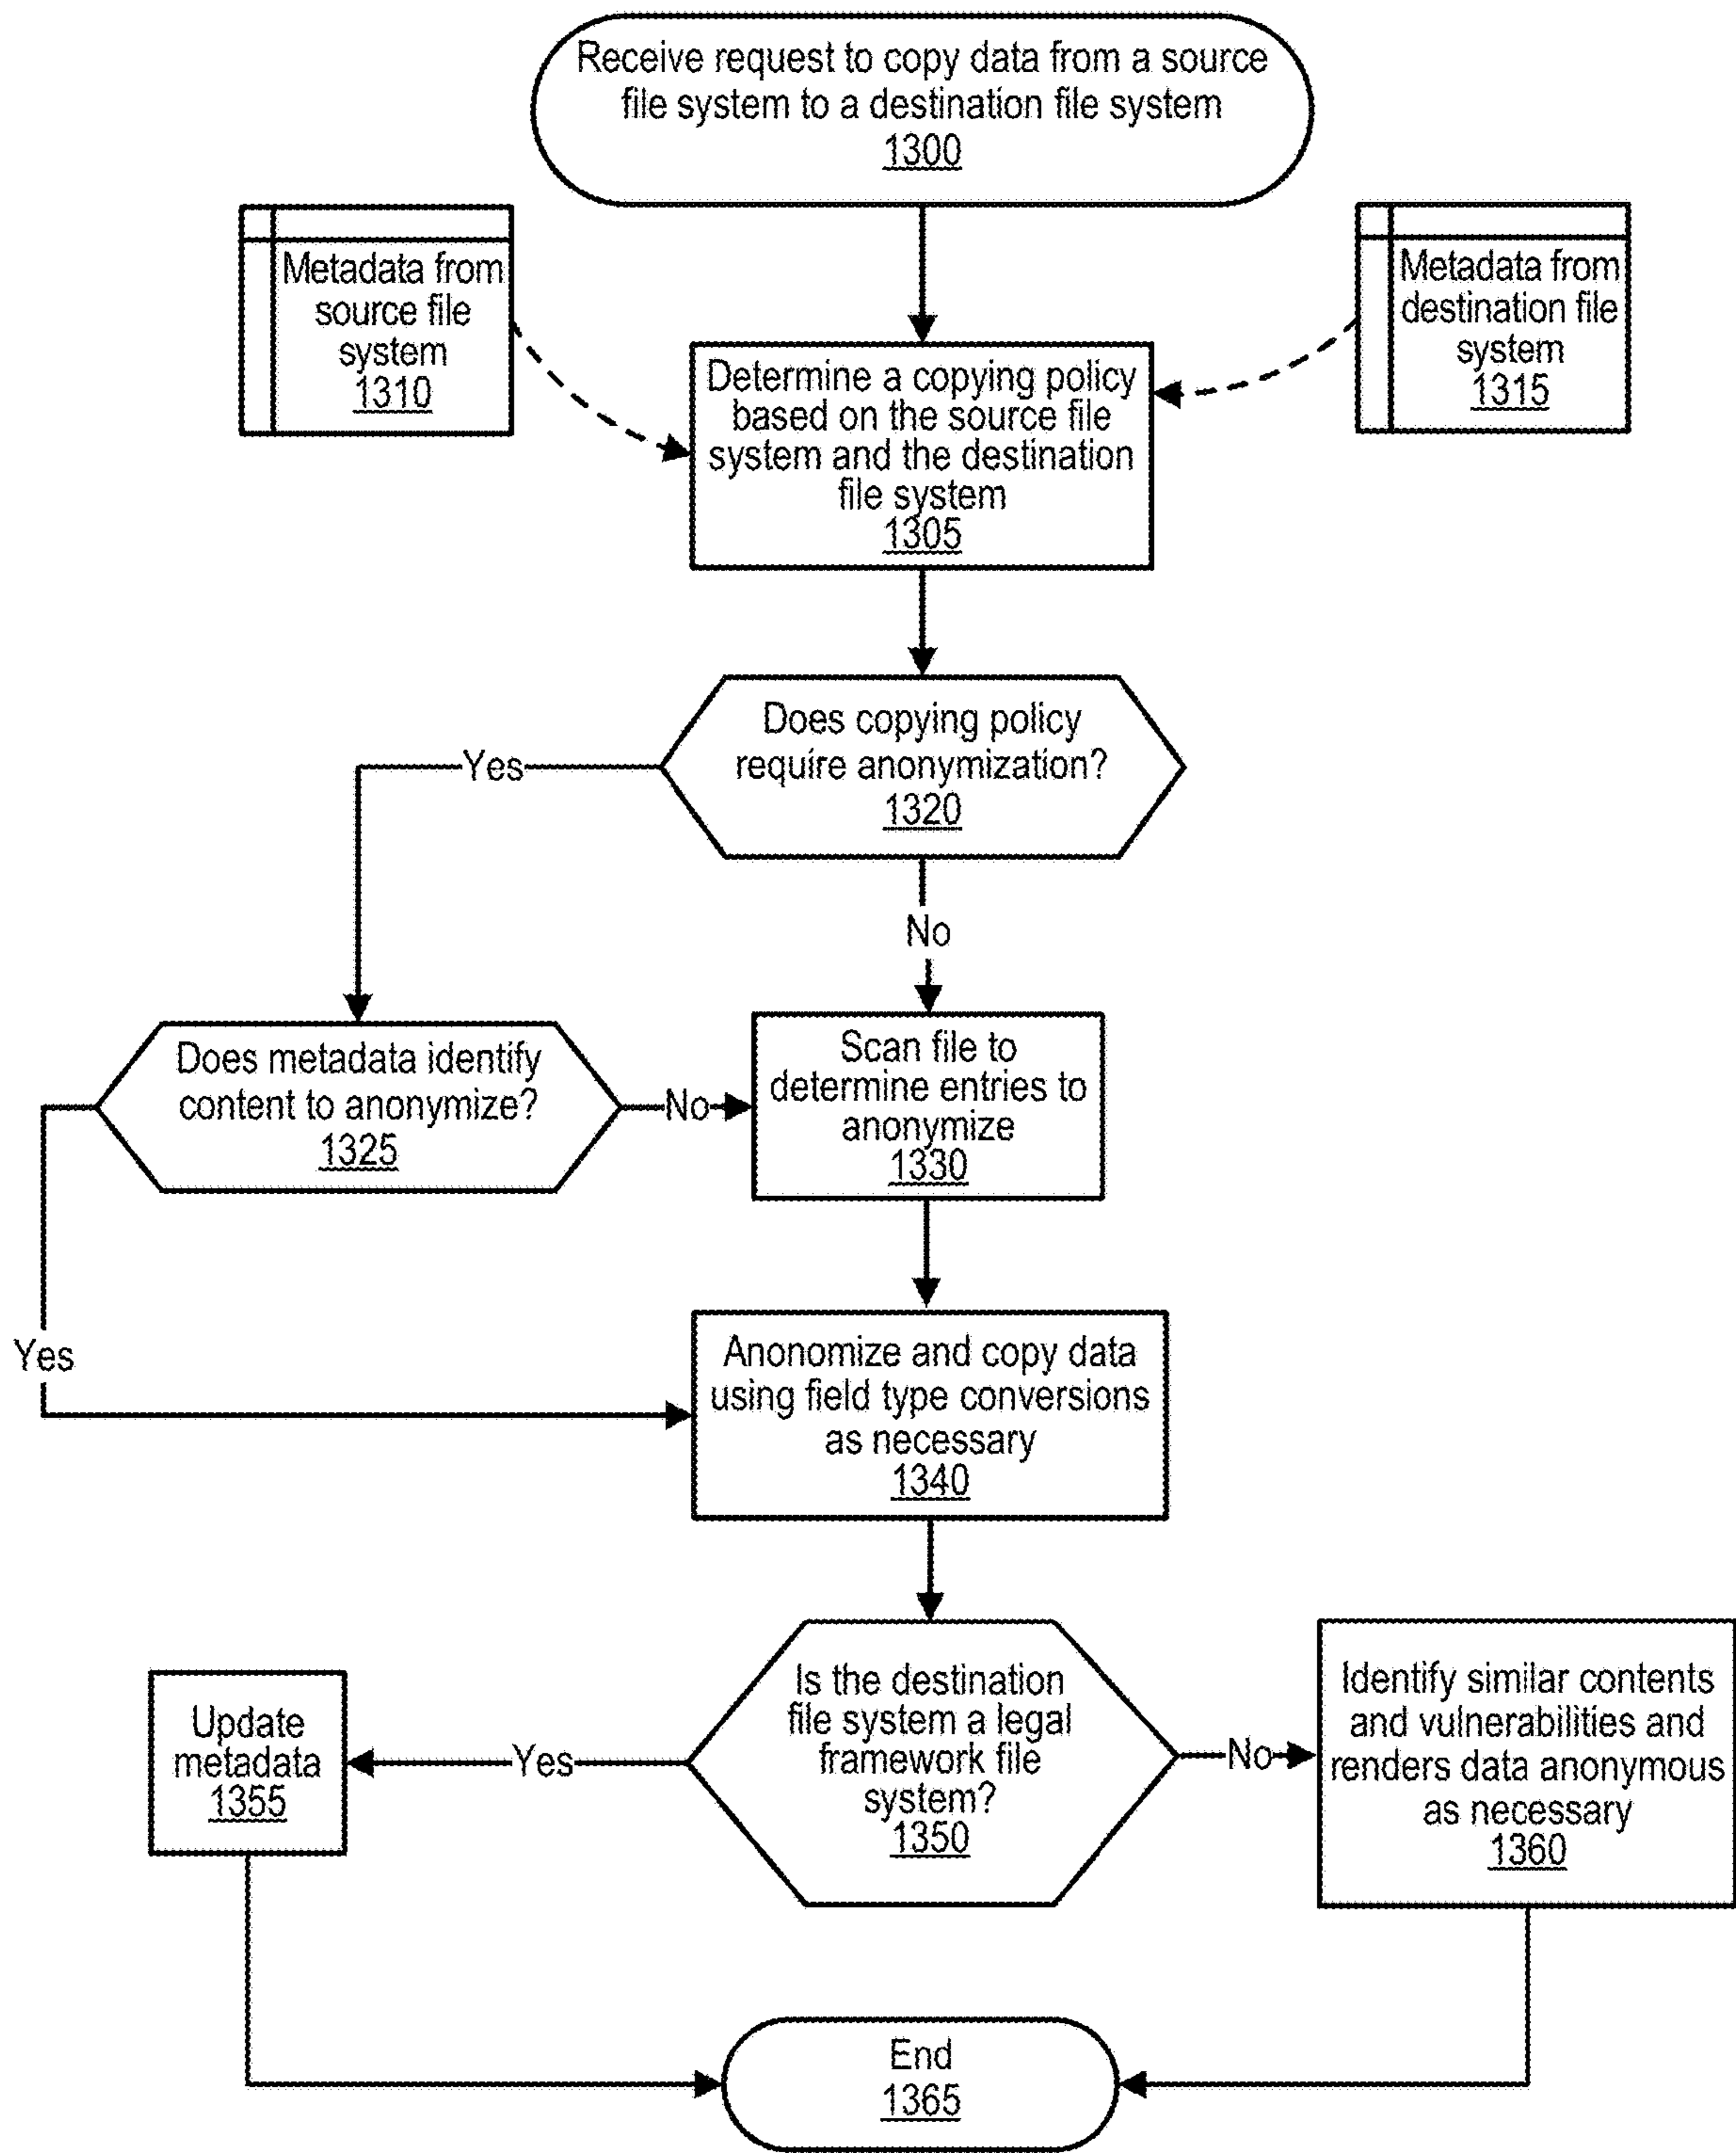 Receive request to copy data from a source
file system to a destination file system
1300
Metadata from
source file
system
1310
Metadata from
destination file
system
1315
Determine a copying policy
based on the source file
system and the destination
file system
1305
Does copying policy
require anonymization?
1320
Yes
No
Does metadata identify
content to anonymize?
1325
No
Scan file to
determine entries to
anonymize
1330
Yes
Anonomize and copy data
using field type conversions
as necessary
1340
Is the destination
file system a legal
framework file
system?
1350
Yes
Update
metadata
1355
No
Identify similar contents
and vulnerabilities and
renders data anonymous
as necessary
1360
End
1365